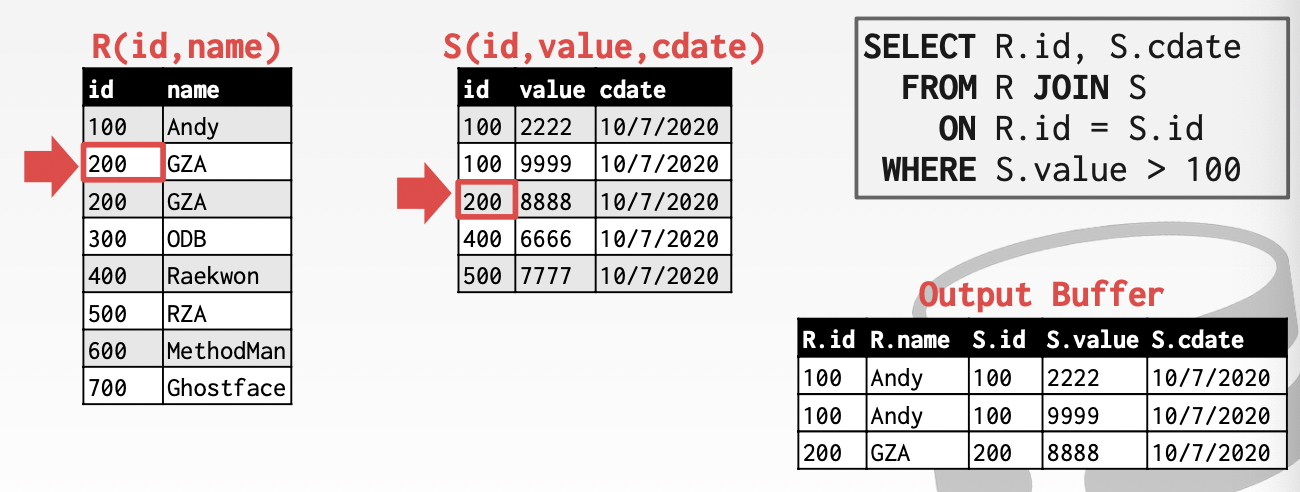 R(id,name)
id name
100 Andy
200 GZA
200 GZA
300 ODB
400 Raekwon
500 RZA
600 MethodMan
700 Ghostface
S(id,value,cdate)
id value cdate
100 2222 10/7/2020
100 9999 10/7/2020
200 8888 10/7/2020
400 6666 10/7/2020
500 7777 10/7/2020
SELECT R.id, S.cdate
FROM R JOIN S
ON R.id = S.id
WHERE S.value > 100
Output Buffer
R.id R.name S.id S.value S.cdate
100 Andy 100 2222 10/7/2020
100 Andy 100 9999 10/7/2020
200 GZA 200 8888 10/7/2020